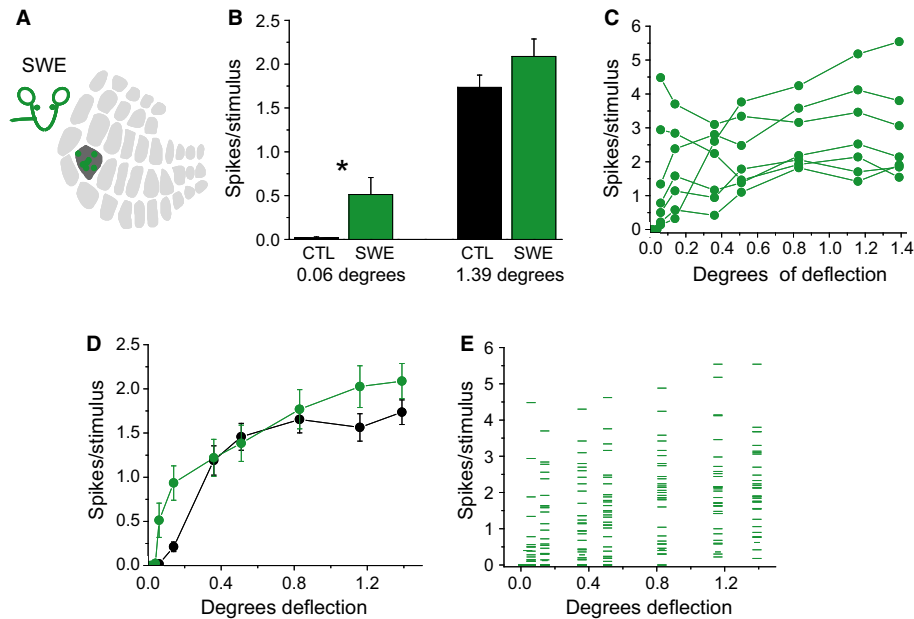 A
SWE
B
Spikes/stimulus
2.5
2.0
1.5
1.0
0.5
0.0
*
CTL SWE CTL SWE
0.06 degrees 1.39 degrees
C
Spikes/stimulus
6
5
4
3
2
1
0
0.0 0.2 0.4 0.6 0.8 1.0 1.2 1.4
Degrees of deflection
D
Spikes/stimulus
2.5
2.0
1.5
1.0
0.5
0.0
0.0 0.4 0.8 1.2
Degrees deflection
E
Spikes/stimulus
6
5
4
3
2
1
0
0.0 0.4 0.8 1.2
Degrees deflection